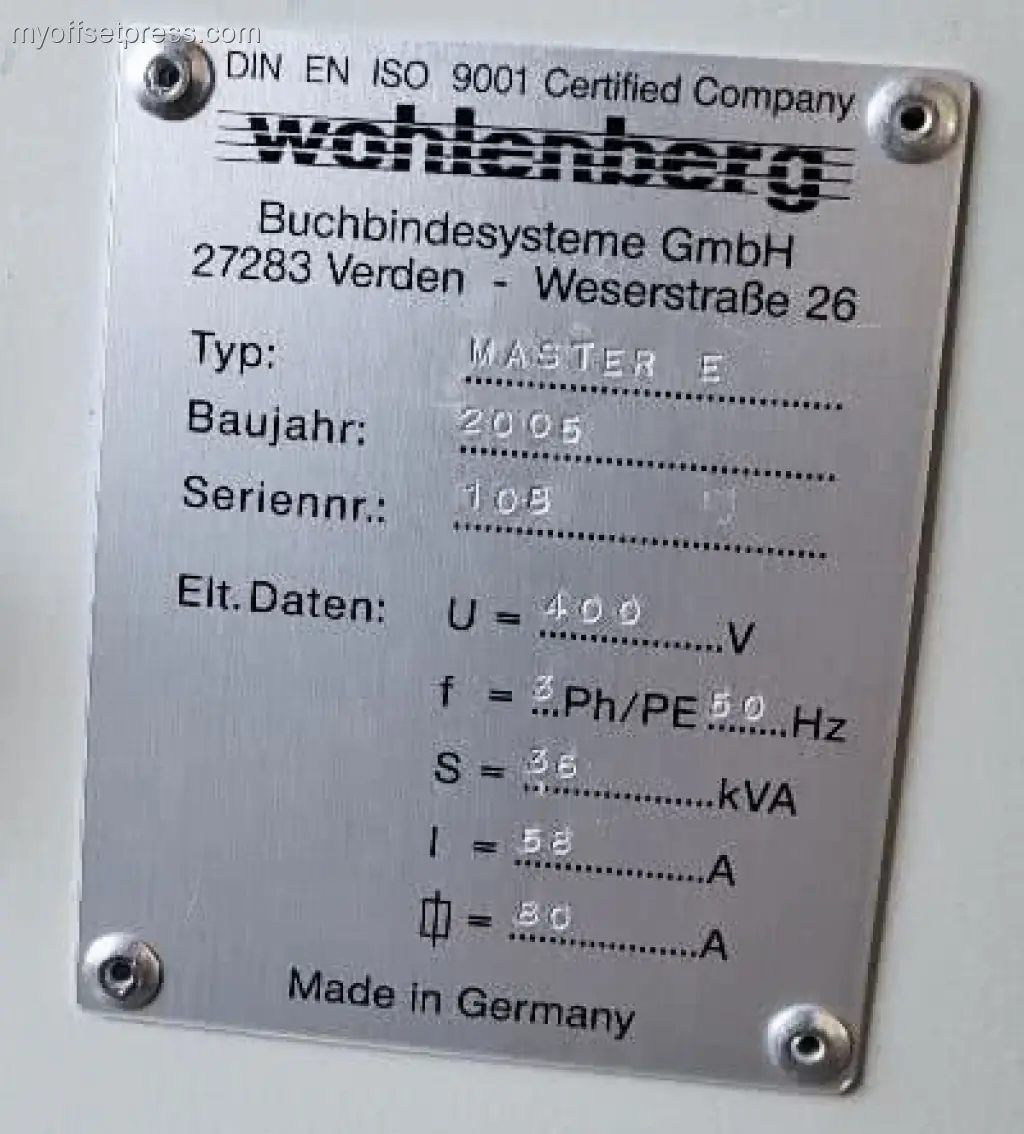 myoffsetpress.com
DIN EN ISO 9001 Certified Company
wohlenberg
Buchbindesysteme GmbH
27283 Verden - Weserstraße 26
Typ: MASTER E
Baujahr: 2005
Seriennr.: 108
Elt. Daten: U = 400 V
f = 3 Ph/PE 50 Hz
S = 36 kVA
I = 58 A
= 80 A
Made in Germany